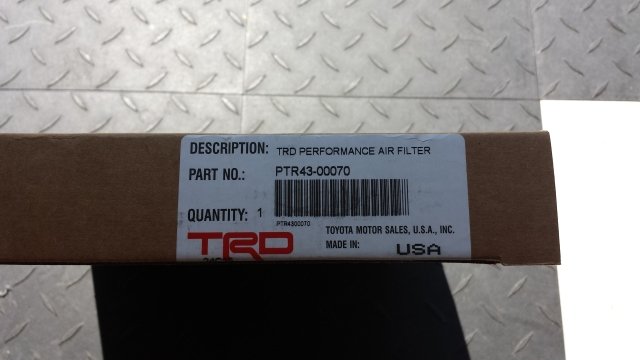 DESCRIPTION: TRD PERFORMANCE AIR FILTER
PART NO.: PTR43-00070
QUANTITY: 1
PTR4300070
TRD TOYOTA MOTOR SALES, U.S.A., INC.
MADE IN: USA